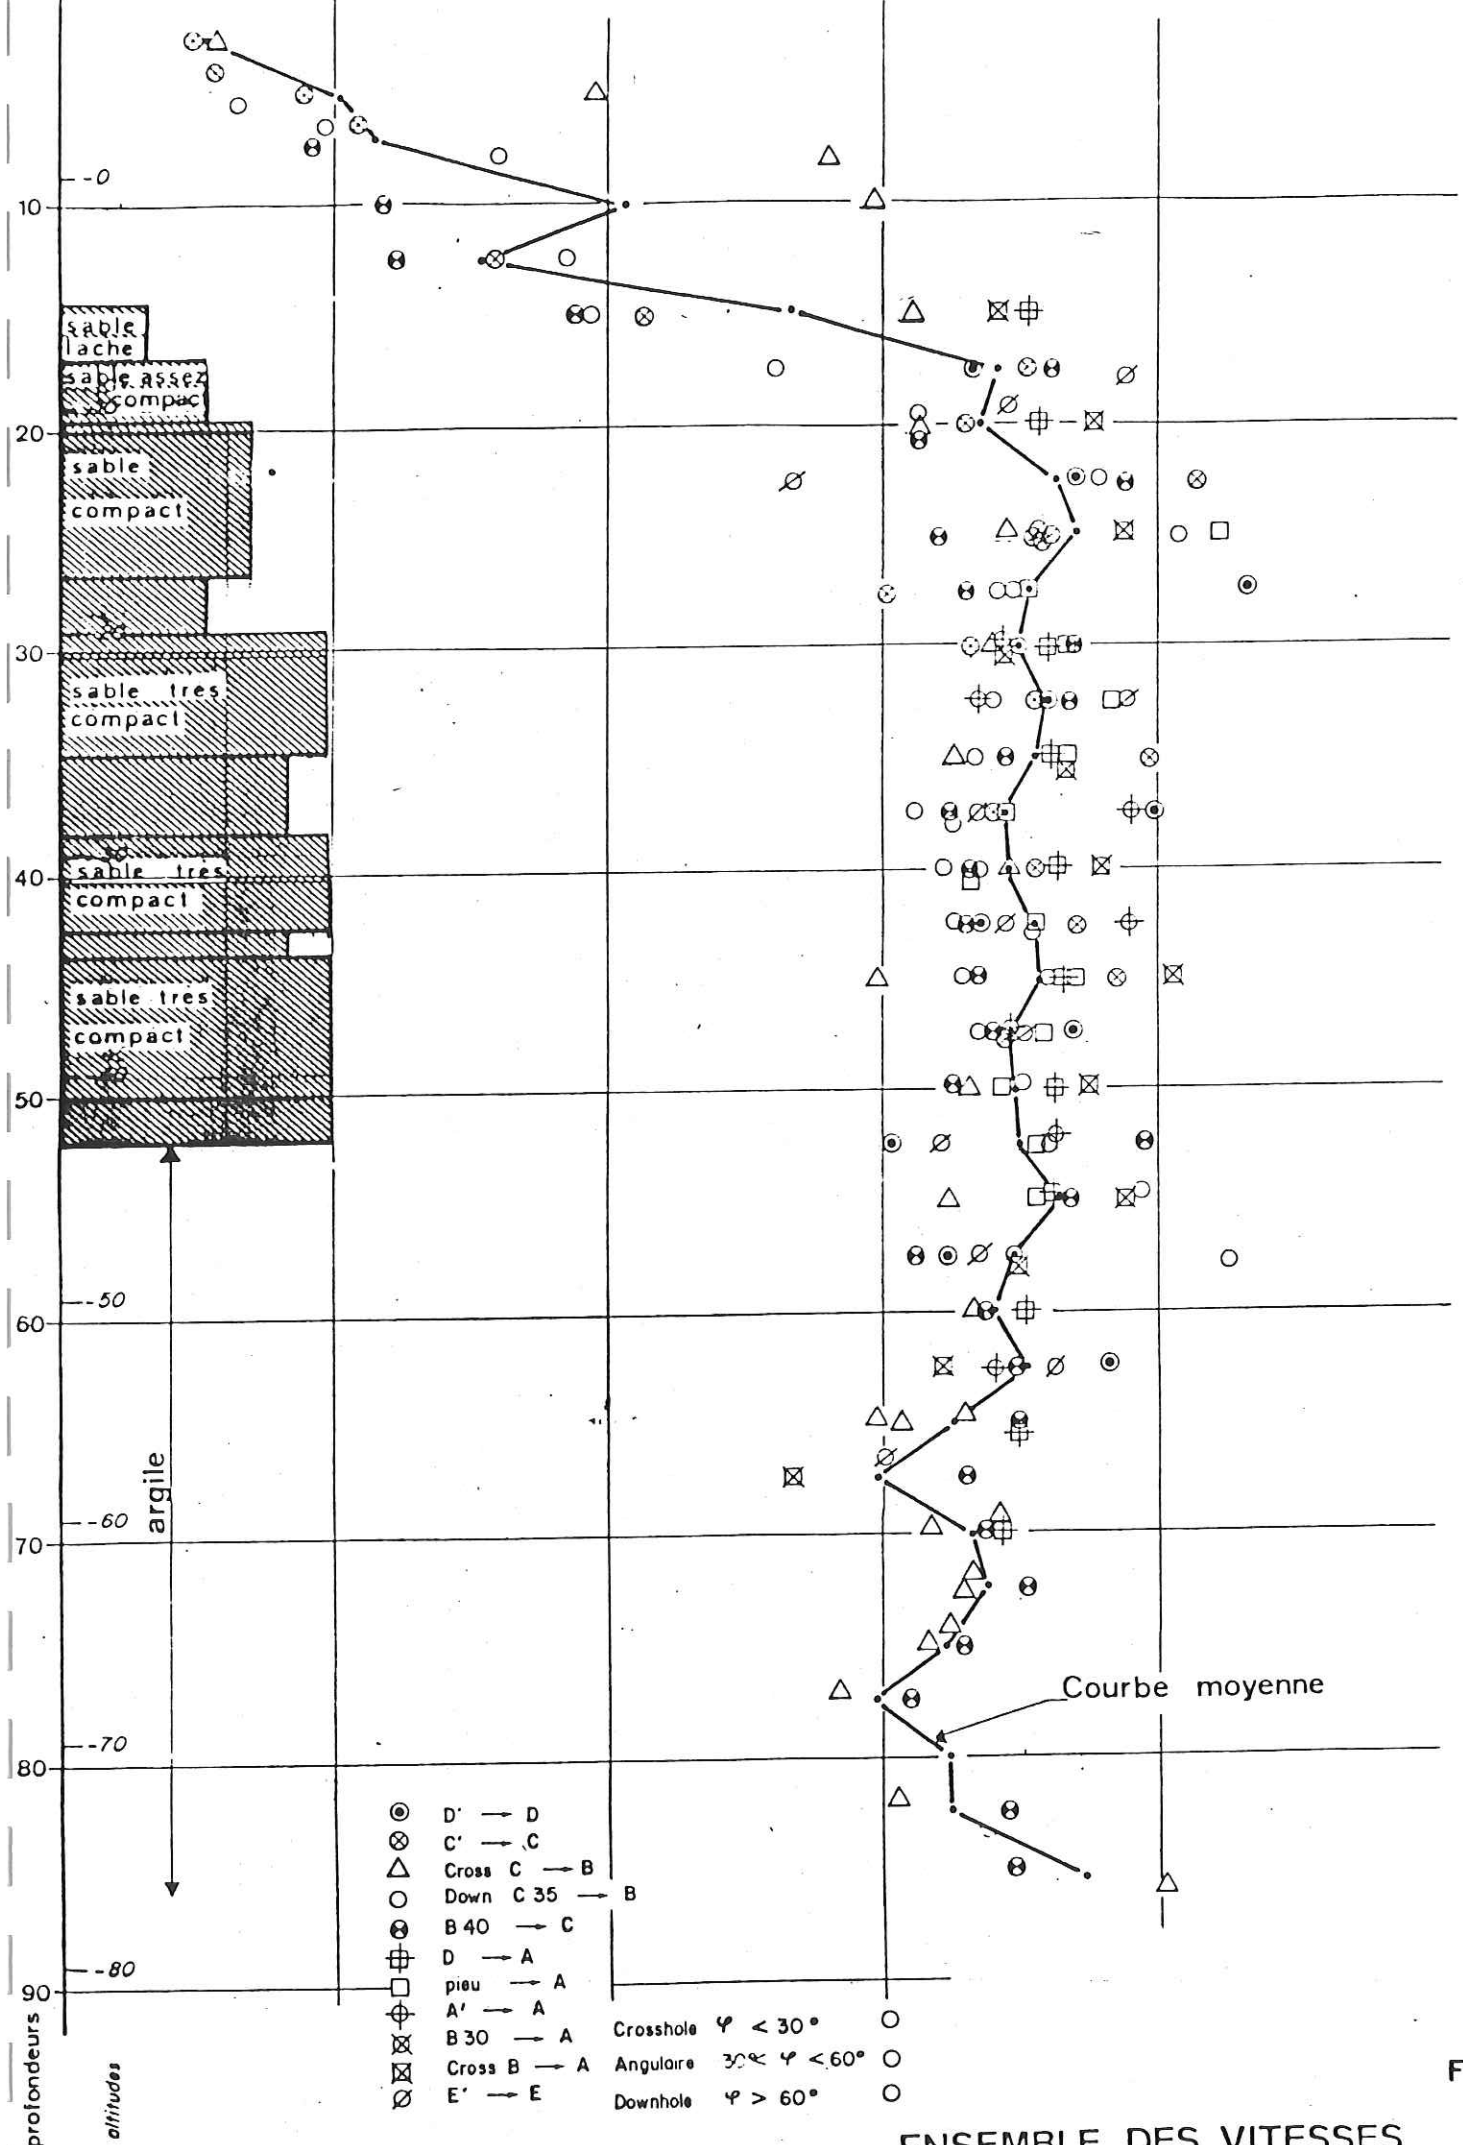 -0
10
sable
lache
sable assez
compac
20
sable
compact
30
sable tres
compact
40
sable tres
compact
sable tres
compact
50
-50
60
argile
-60
70
Courbe moyenne
-70
80
D' → D
C' → C
Cross C → B
Down C 35 → B
B 40 → C
D → A
-80
90
pieu → A
A' → A
B 30 → A
Crosshole φ < 30°
Cross B → A
Angulaire 30< φ < 60°
E' → E
Downhole φ > 60°
profondeurs
altitudes
F
ENSEMBLE DES VITESSES